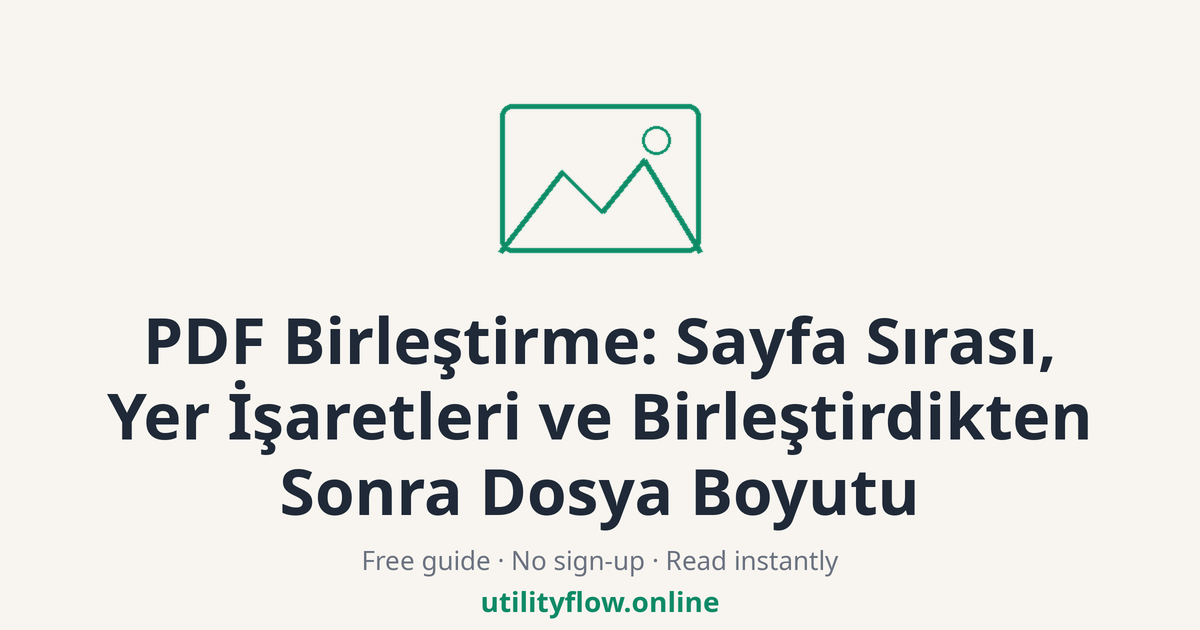 PDF Birleştirme: Sayfa Sırası,
Yer İşaretleri ve Birleştirdikten
Sonra Dosya Boyutu
Free guide · No sign-up · Read instantly
utilityflow.online